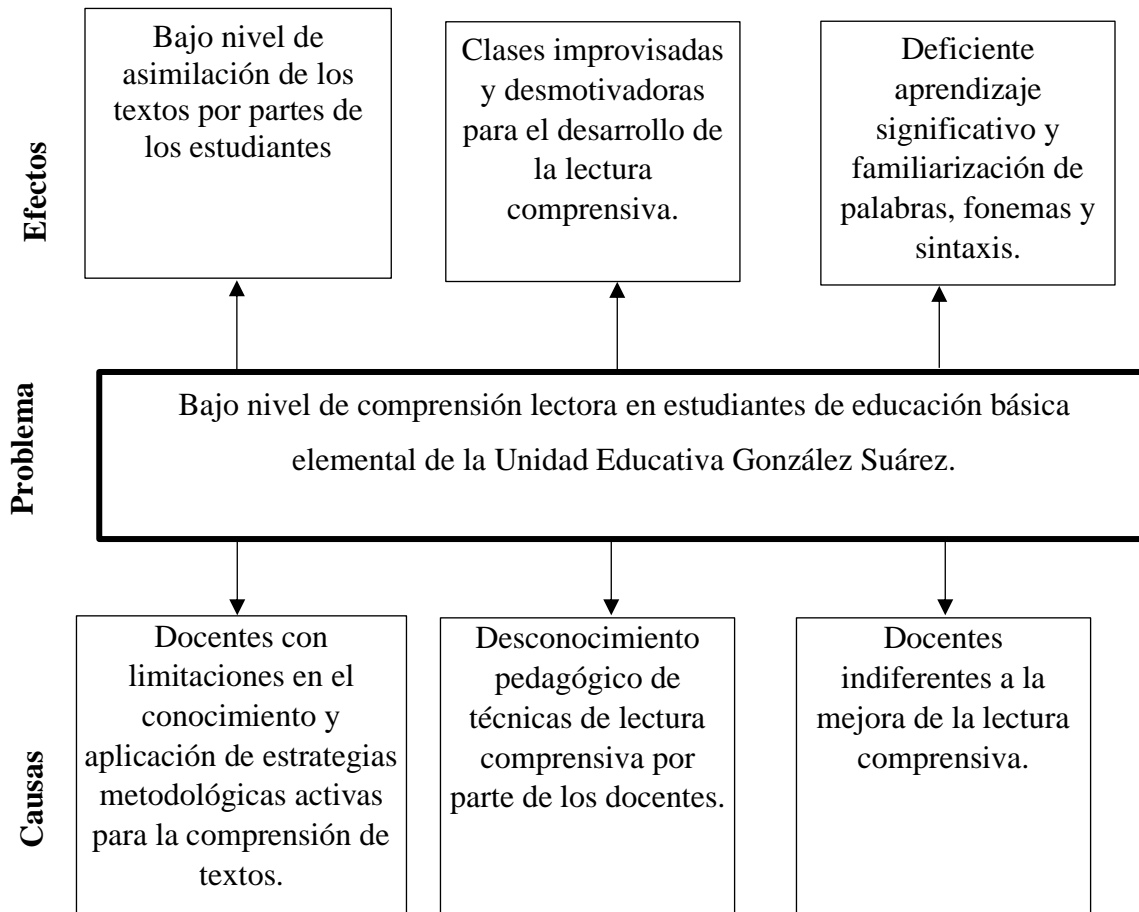 Efectos
Bajo nivel de
asimilación de los
textos por partes de
los estudiantes
Clases improvisadas
y desmotivadoras
para el desarrollo de
la lectura
comprensiva.
Deficiente
aprendizaje
significativo y
familiarización de
palabras, fonemas y
sintaxis.
Problema
Bajo nivel de comprensión lectora en estudiantes de educación básica
elemental de la Unidad Educativa González Suárez.
Causas
Docentes con
limitaciones en el
conocimiento y
aplicación de estrategias
metodológicas activas
para la comprensión de
textos.
Desconocimiento
pedagógico de
técnicas de lectura
comprensiva por
parte de los docentes.
Docentes
indiferentes a la
mejora de la lectura
comprensiva.